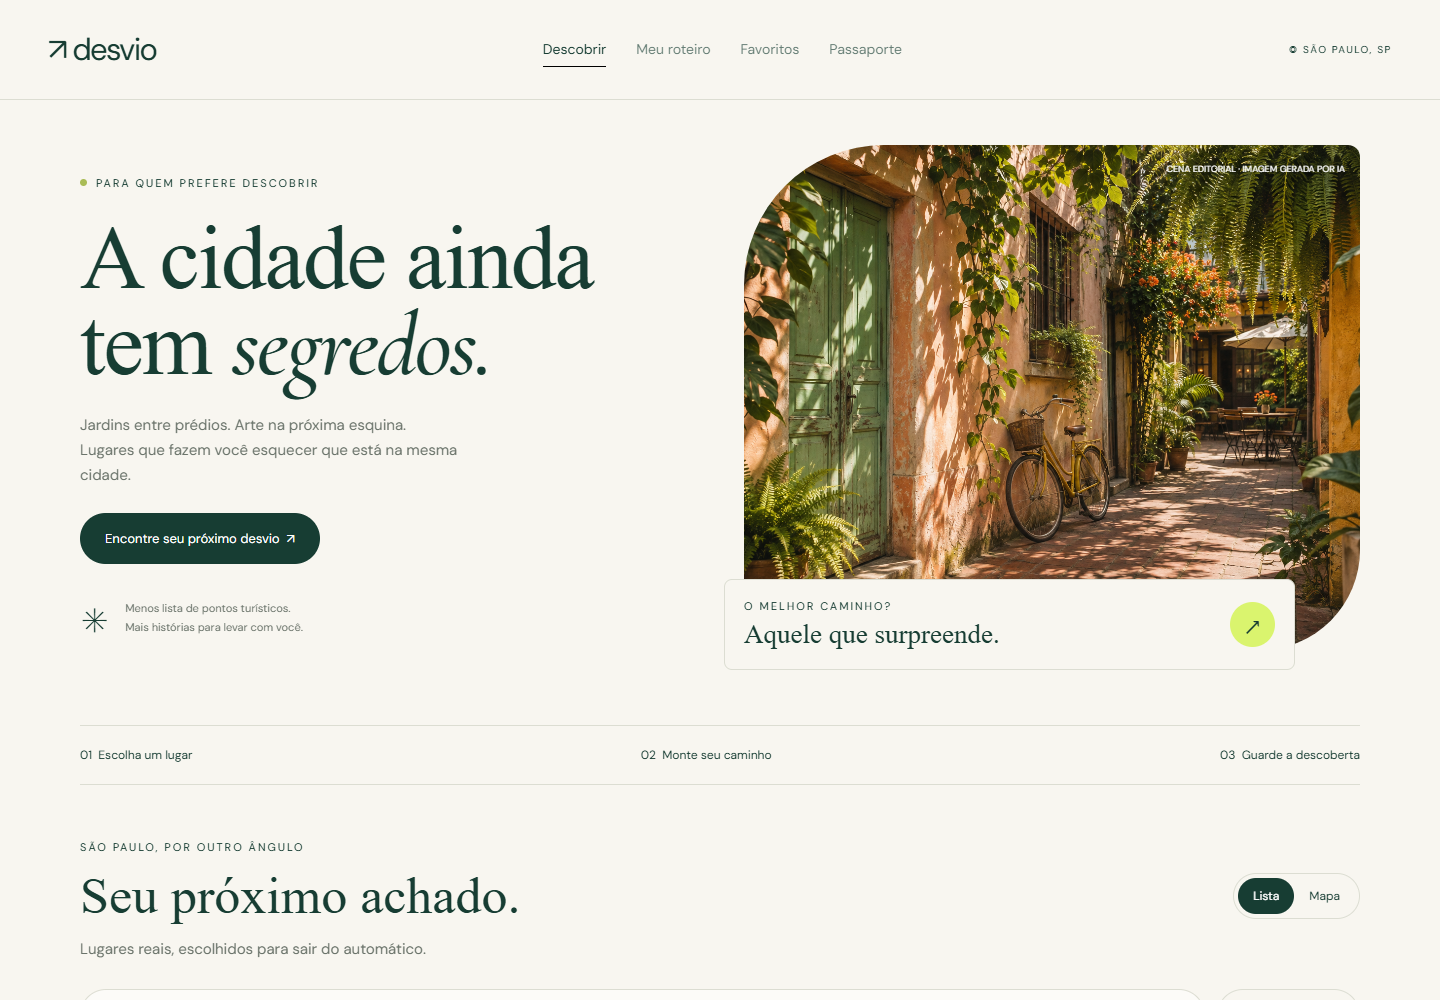 desvio
Descobrir
Meu roteiro
Favoritos
Passaporte
SÃO PAULO, SP
PARA QUEM PREFERE DESCOBRIR
A cidade ainda
tem segredos.
Jardins entre prédios. Arte na próxima esquina.
Lugares que fazem você esquecer que está na mesma
cidade.
Encontre seu próximo desvio
Menos lista de pontos turísticos.
Mais histórias para levar com você.
CENA EDITORIAL · IMAGEM GERADA POR IA
O MELHOR CAMINHO?
Aquele que surpreende.
01 Escolha um lugar
02 Monte seu caminho
03 Guarde a descoberta
SÃO PAULO, POR OUTRO ÂNGULO
Seu próximo achado.
Lista
Mapa
Lugares reais, escolhidos para sair do automático.